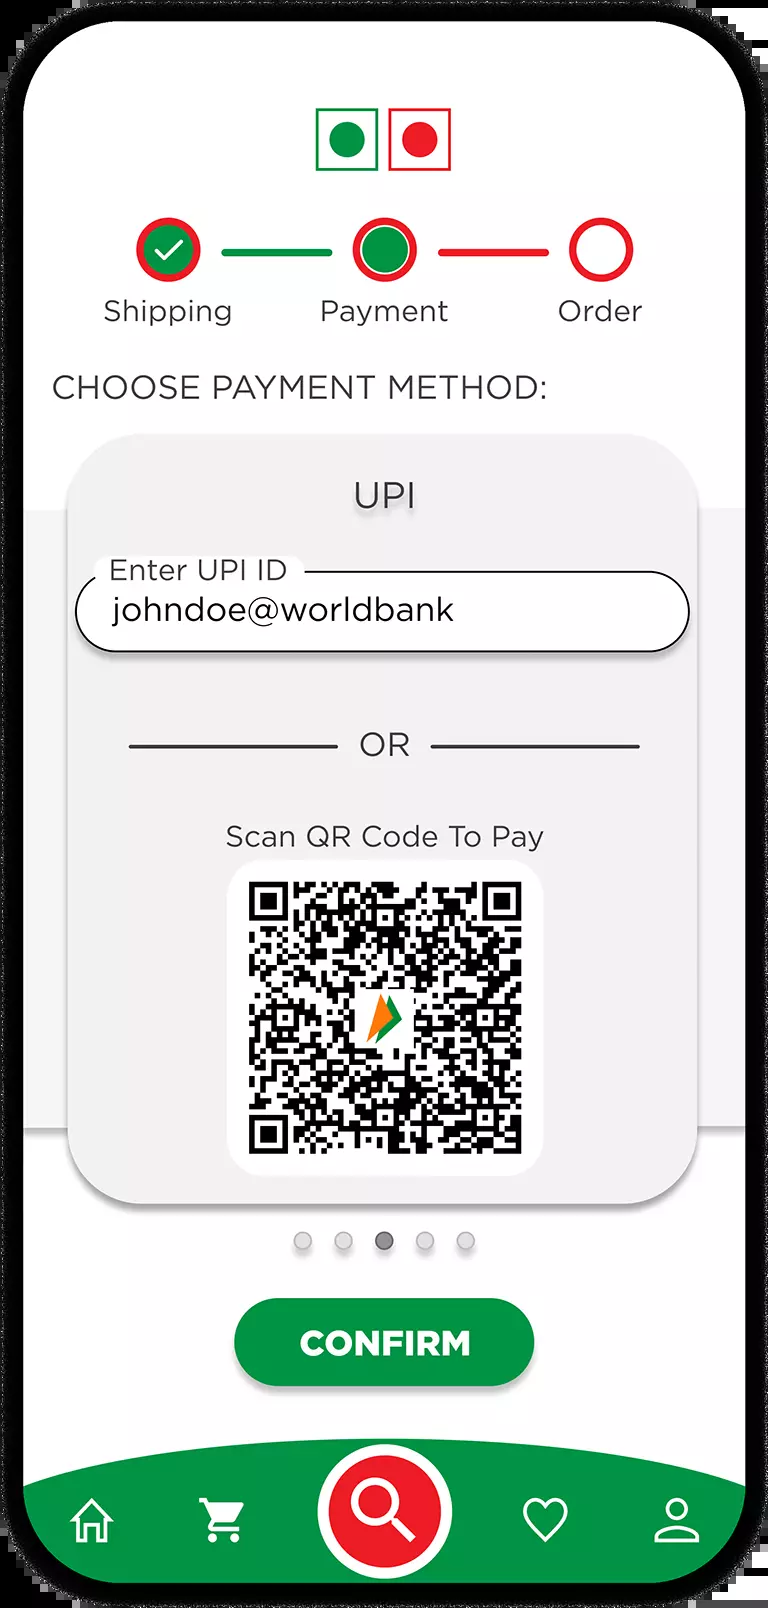 Shipping Payment Order
CHOOSE PAYMENT METHOD:
UPI
Enter UPI ID
johndoe@worldbank
OR
Scan QR Code To Pay
CONFIRM